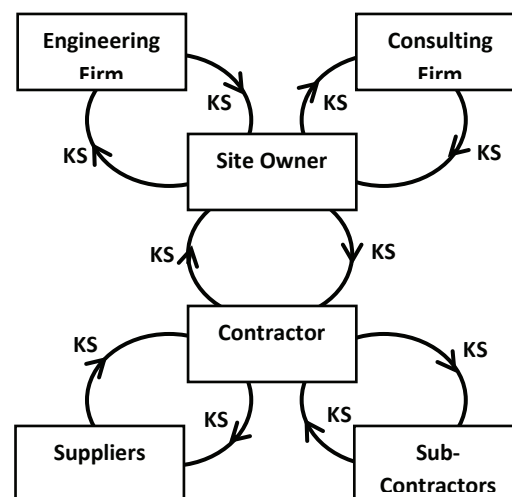 Engineering
Firm
Consulting
Firm
KS
KS
KS
KS
Site Owner
KS
KS
Contractor
KS
KS
KS
KS
Suppliers
Sub-
Contractors